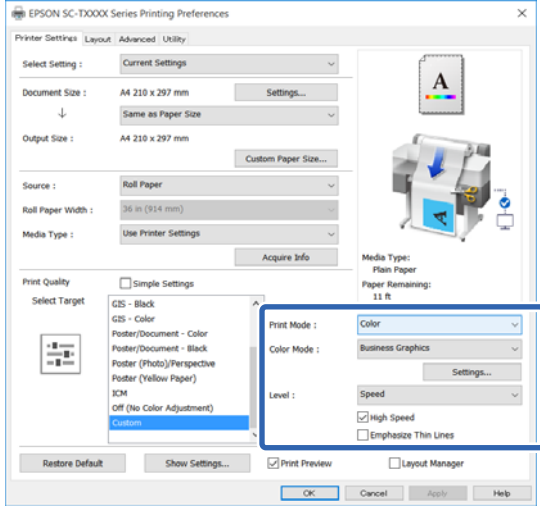 EPSON SC-TXXXX Series Printing Preferences
Printer Settings Layout Advanced Utility
Select Setting : Current Settings
Document Size : A4 210 x 297 mm Settings...
Same as Paper Size
Output Size : A4 210 x 297 mm
Custom Paper Size...
Source : Roll Paper
Roll Paper Width : 36 in (914 mm)
Media Type : Use Printer Settings
Acquire Info
A
Media Type:
Plain Paper
Paper Remaining:
11 ft
Print Quality Simple Settings
Select Target
GIS - Black
GIS - Color
Poster/Document - Color
Poster/Document - Black
Poster (Photo)/Perspective
Poster (Yellow Paper)
ICM
Off (No Color Adjustment)
Custom
Print Mode : Color
Color Mode : Business Graphics
Settings...
Level : Speed
High Speed
Emphasize Thin Lines
Restore Default Show Settings... Print Preview Layout Manager
OK Cancel Apply Help